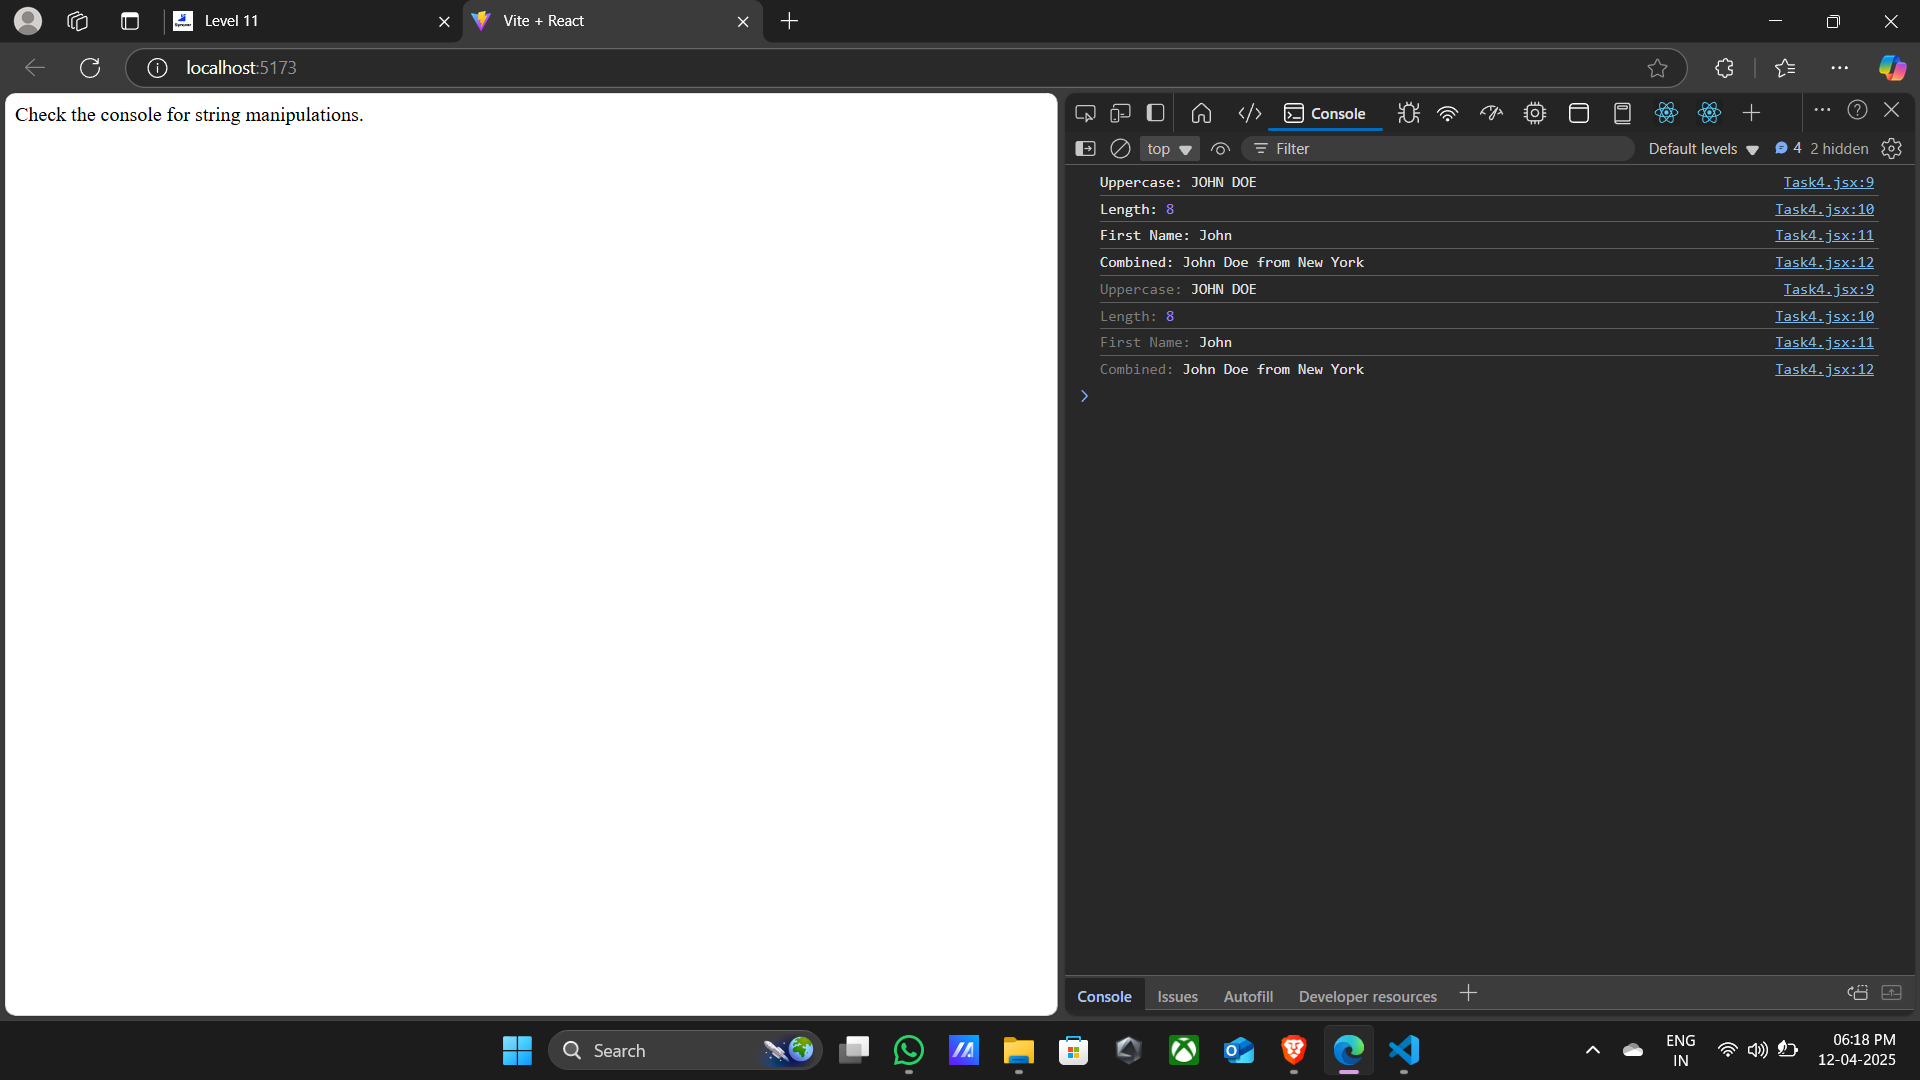 Level 11
Vite + React
localhost:5173
Check the console for string manipulations.
Console
top
Filter
Default levels
4
2 hidden
Uppercase: JOHN DOE Task4.jsx:9
Length: 8 Task4.jsx:10
First Name: John Task4.jsx:11
Combined: John Doe from New York Task4.jsx:12
Uppercase: JOHN DOE Task4.jsx:9
Length: 8 Task4.jsx:10
First Name: John Task4.jsx:11
Combined: John Doe from New York Task4.jsx:12
Console Issues Autofill Developer resources
Search
ENG
IN
06:18 PM
12-04-2025